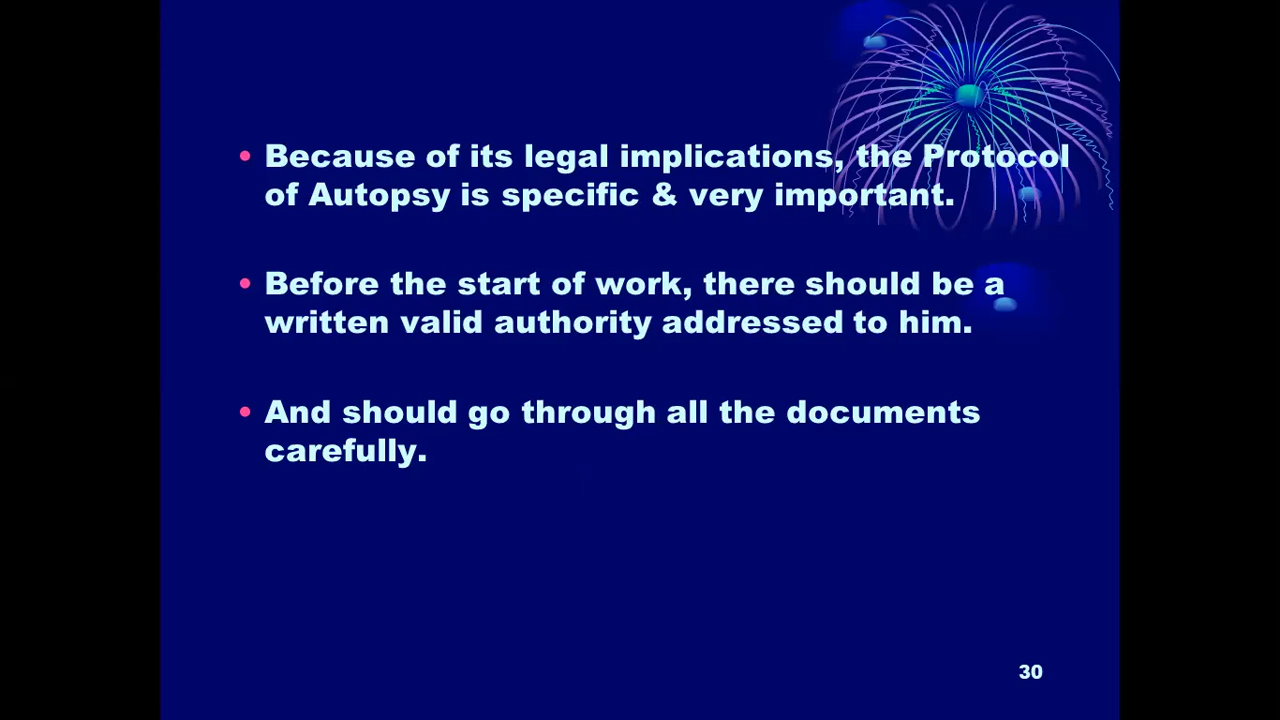 • Because of its legal implications, the Protocol
of Autopsy is specific & very important.
• Before the start of work, there should be a
written valid authority addressed to him.
• And should go through all the documents
carefully.
30